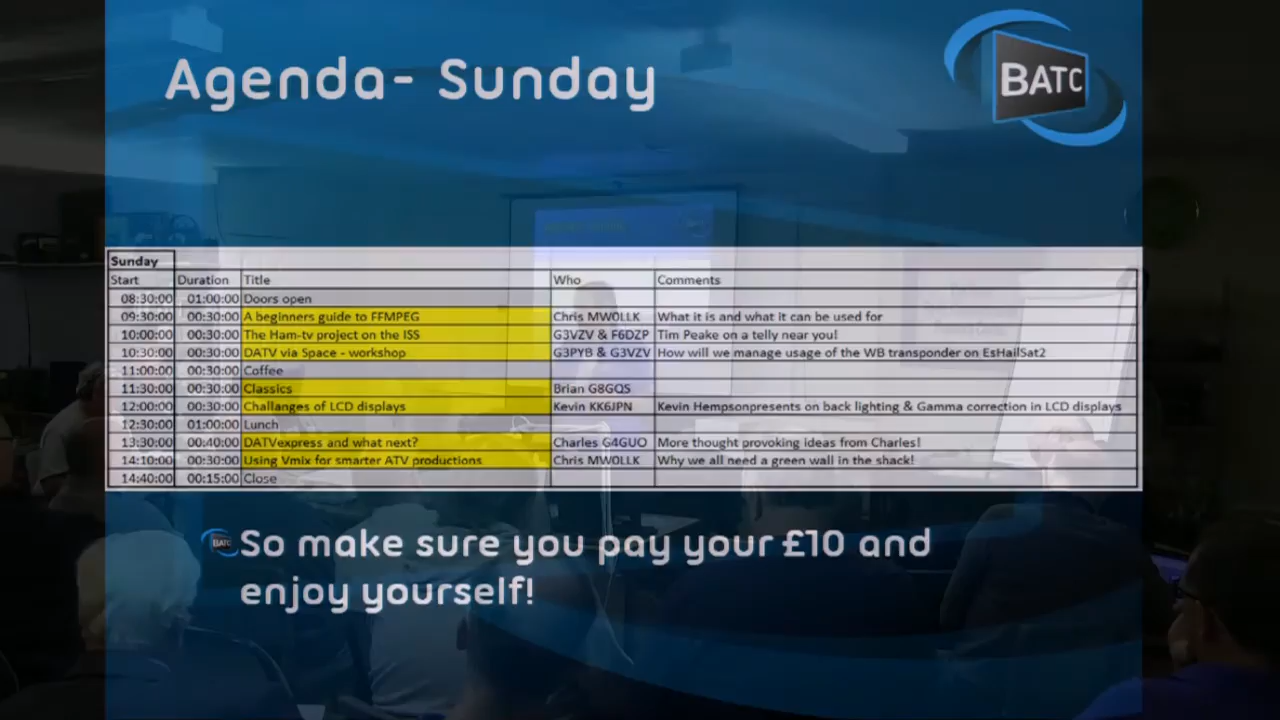 Agenda- Sunday
BATC
Sunday
Start Duration Title Who Comments
08:30:00 01:00:00 Doors open
09:30:00 00:30:00 A beginners guide to FFMPEG Chris MW0LLK What it is and what it can be used for
10:00:00 00:30:00 The Ham-tv project on the ISS G3VZV & F6DZP Tim Peake on a telly near you!
10:30:00 00:30:00 DATV via Space - workshop G3PYB & G3VZV How will we manage usage of the WB transponder on EsHailSat2
11:00:00 00:30:00 Coffee
11:30:00 00:30:00 Classics Brian G8GQS
12:00:00 00:30:00 Challanges of LCD displays Kevin KK6JPN Kevin Hempsonpresents on back lighting & Gamma correction in LCD displays
12:30:00 01:00:00 Lunch
13:30:00 00:40:00 DATVexpress and what next? Charles G4GUO More thought provoking ideas from Charles!
14:10:00 00:30:00 Using Vmix for smarter ATV productions Chris MW0LLK Why we all need a green wall in the shack!
14:40:00 00:15:00 Close
BATC So make sure you pay your £10 and
enjoy yourself!